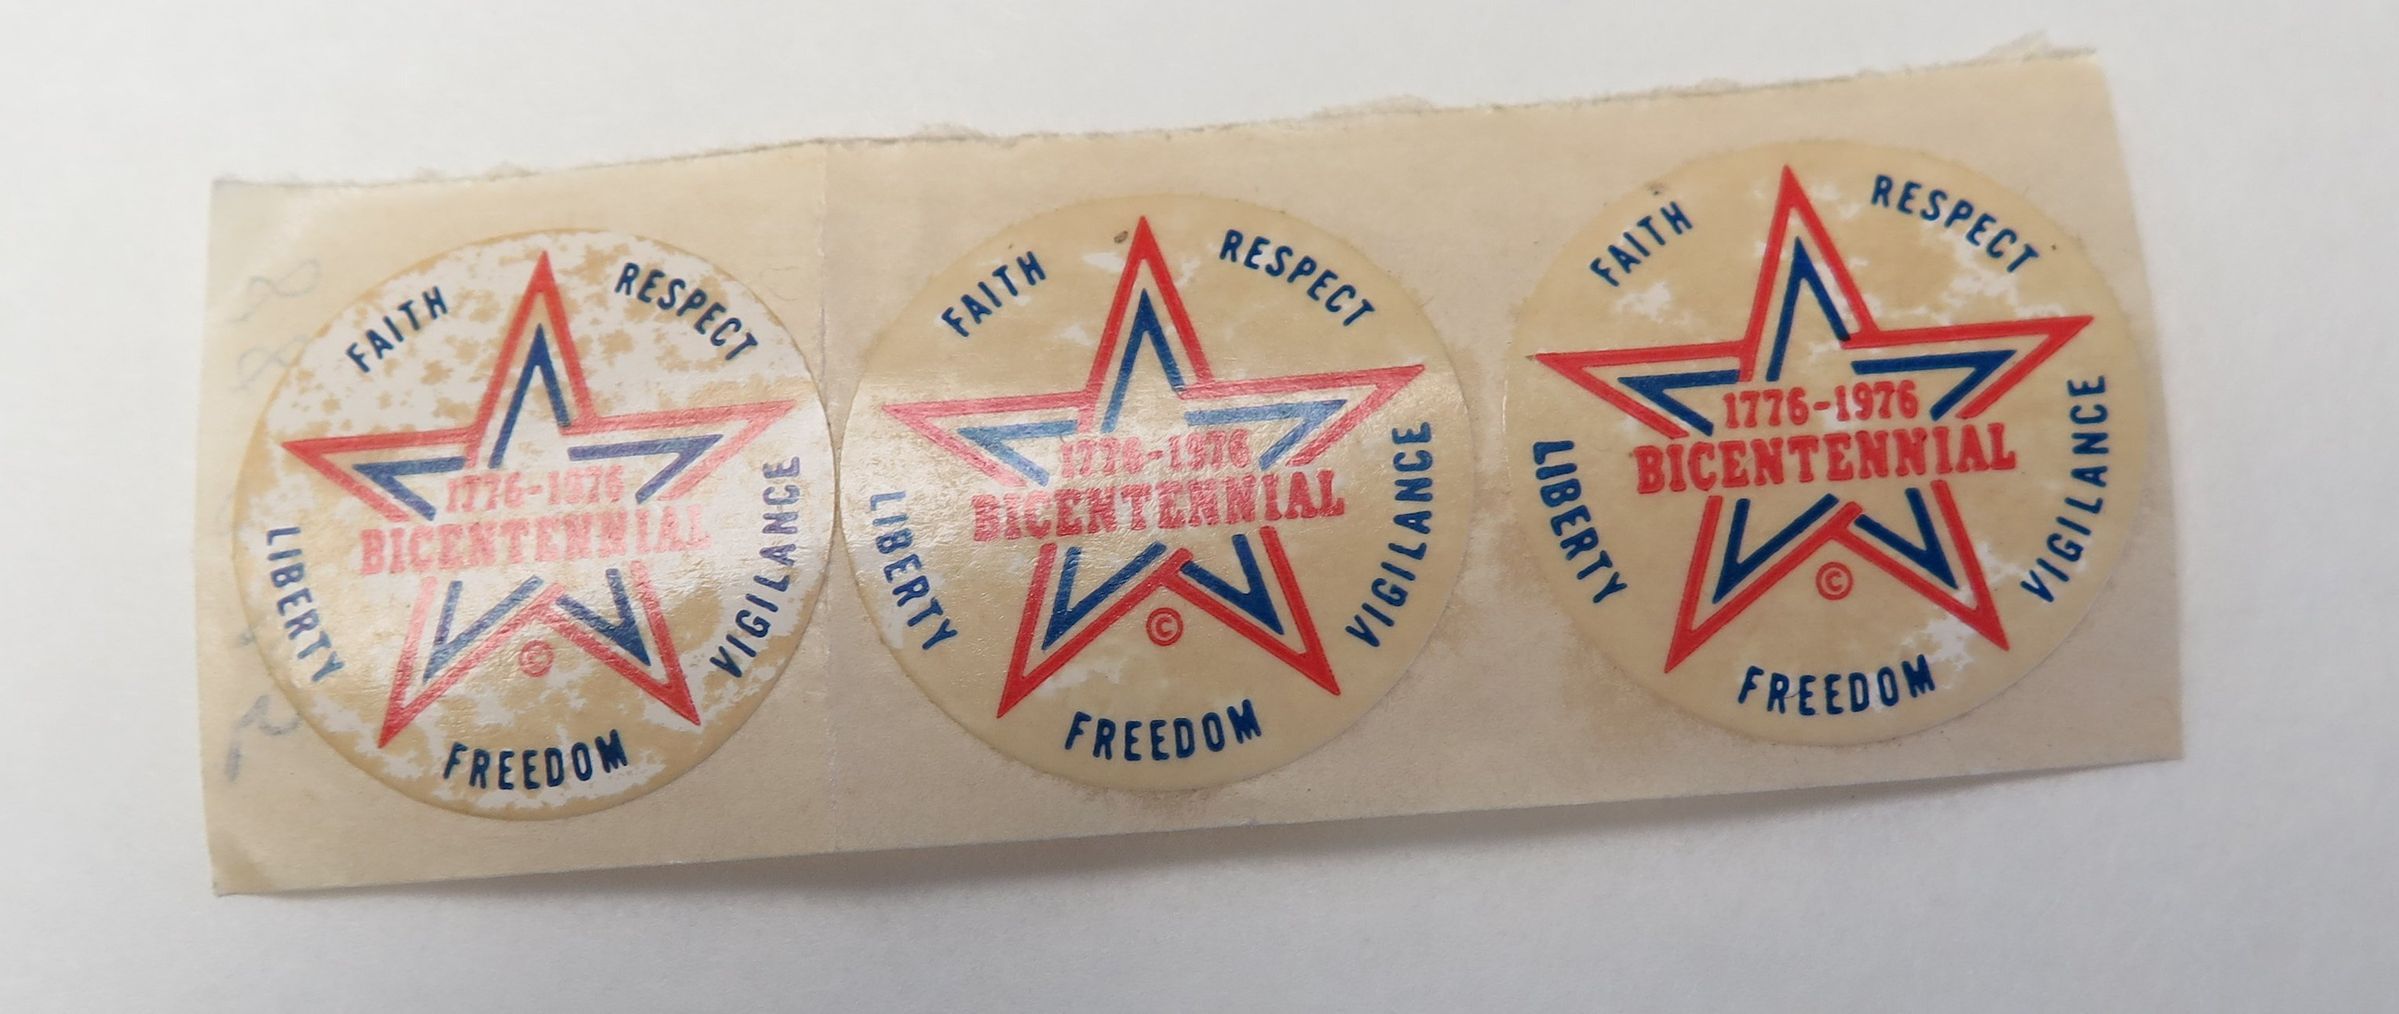 FAITH
RESPECT
1776-1976
BICENTENNIAL
LIBERTY
VIGILANCE
©
FREEDOM
FAITH
RESPECT
1776-1976
BICENTENNIAL
LIBERTY
VIGILANCE
©
FREEDOM
FAITH
RESPECT
1776-1976
BICENTENNIAL
LIBERTY
VIGILANCE
©
FREEDOM